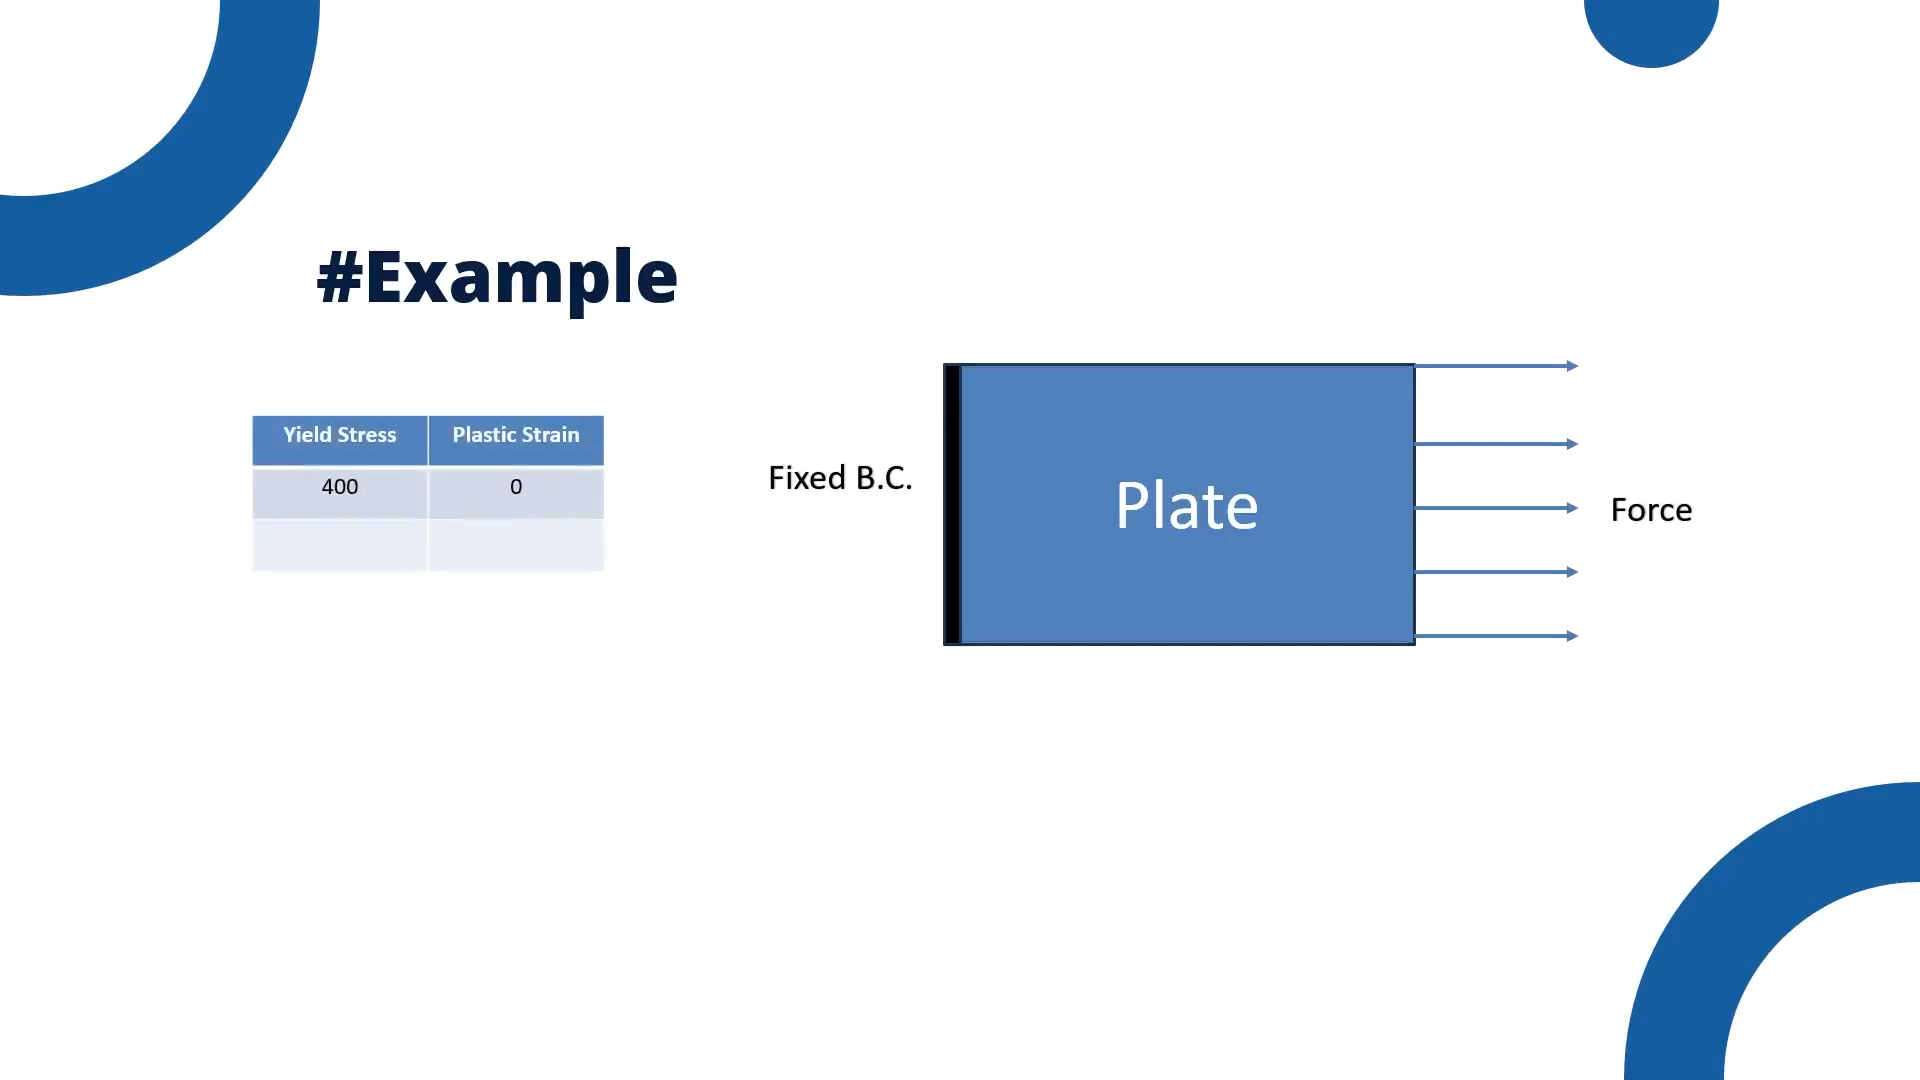 #Example
Yield Stress Plastic Strain
400 0
Fixed B.C.
Plate
Force